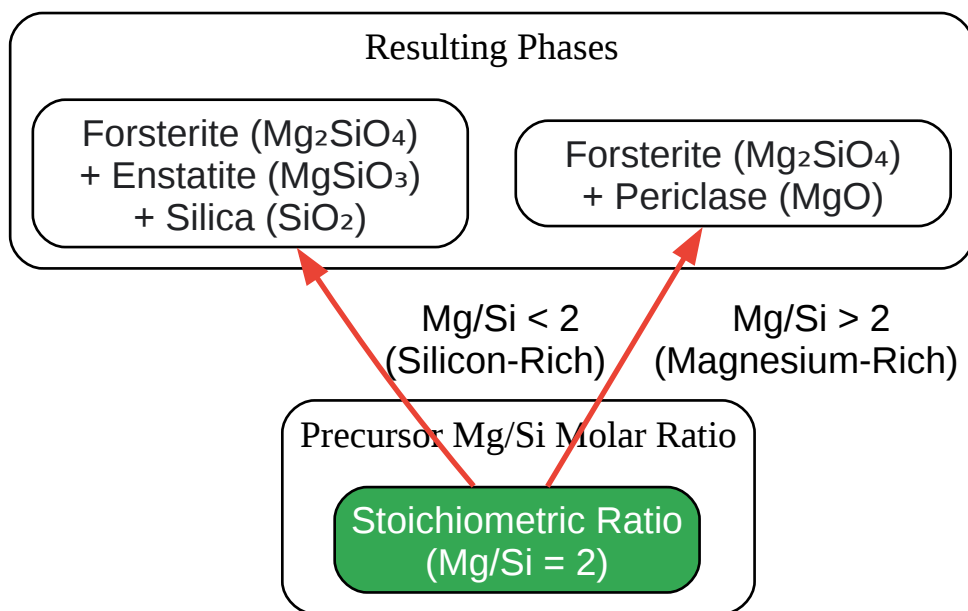 Resulting Phases
Forsterite (Mg₂SiO₄)
+ Enstatite (MgSiO₃)
+ Silica (SiO₂)
Forsterite (Mg₂SiO₄)
+ Periclase (MgO)
Mg/Si < 2
(Silicon-Rich)
Mg/Si > 2
(Magnesium-Rich)
Precursor Mg/Si Molar Ratio
Stoichiometric Ratio
(Mg/Si = 2)